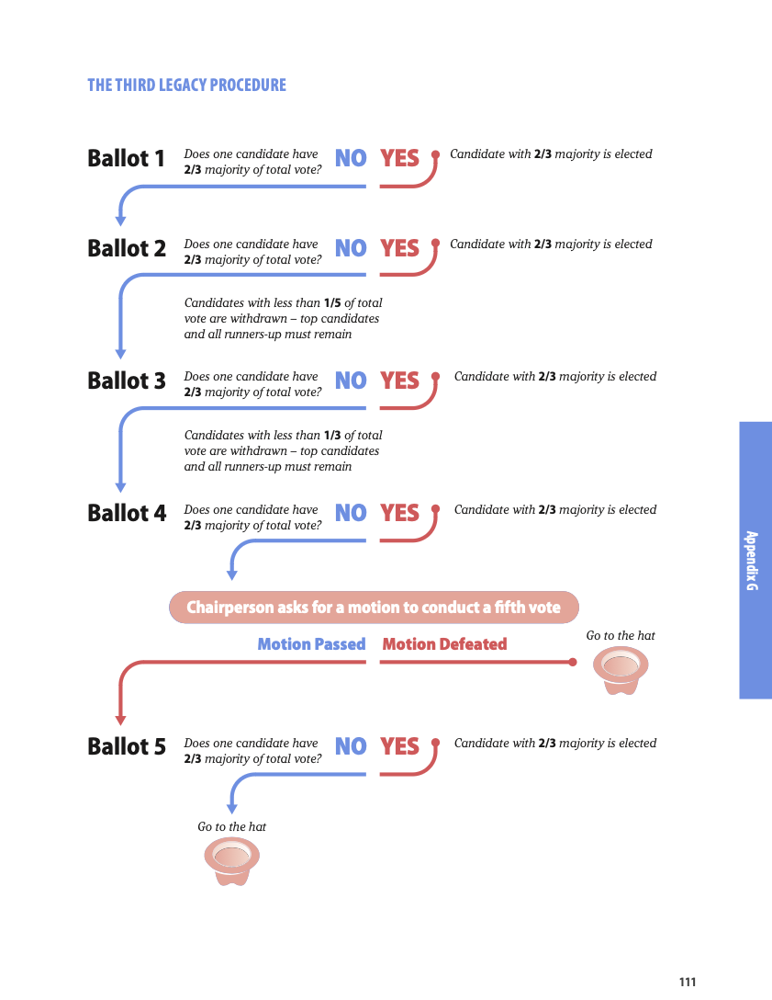 THE THIRD LEGACY PROCEDURE
Ballot 1
Does one candidate have
2/3 majority of total vote?
NO YES
Candidate with 2/3 majority is elected
Ballot 2
Does one candidate have
2/3 majority of total vote?
NO YES
Candidate with 2/3 majority is elected
Candidates with less than 1/5 of total
vote are withdrawn – top candidates
and all runners-up must remain
Ballot 3
Does one candidate have
2/3 majority of total vote?
NO YES
Candidate with 2/3 majority is elected
Candidates with less than 1/3 of total
vote are withdrawn – top candidates
and all runners-up must remain
Ballot 4
Does one candidate have
2/3 majority of total vote?
NO YES
Candidate with 2/3 majority is elected
Chairperson asks for a motion to conduct a fifth vote
Motion Passed Motion Defeated
Go to the hat
Ballot 5
Does one candidate have
2/3 majority of total vote?
NO YES
Candidate with 2/3 majority is elected
Go to the hat
Appendix G
111